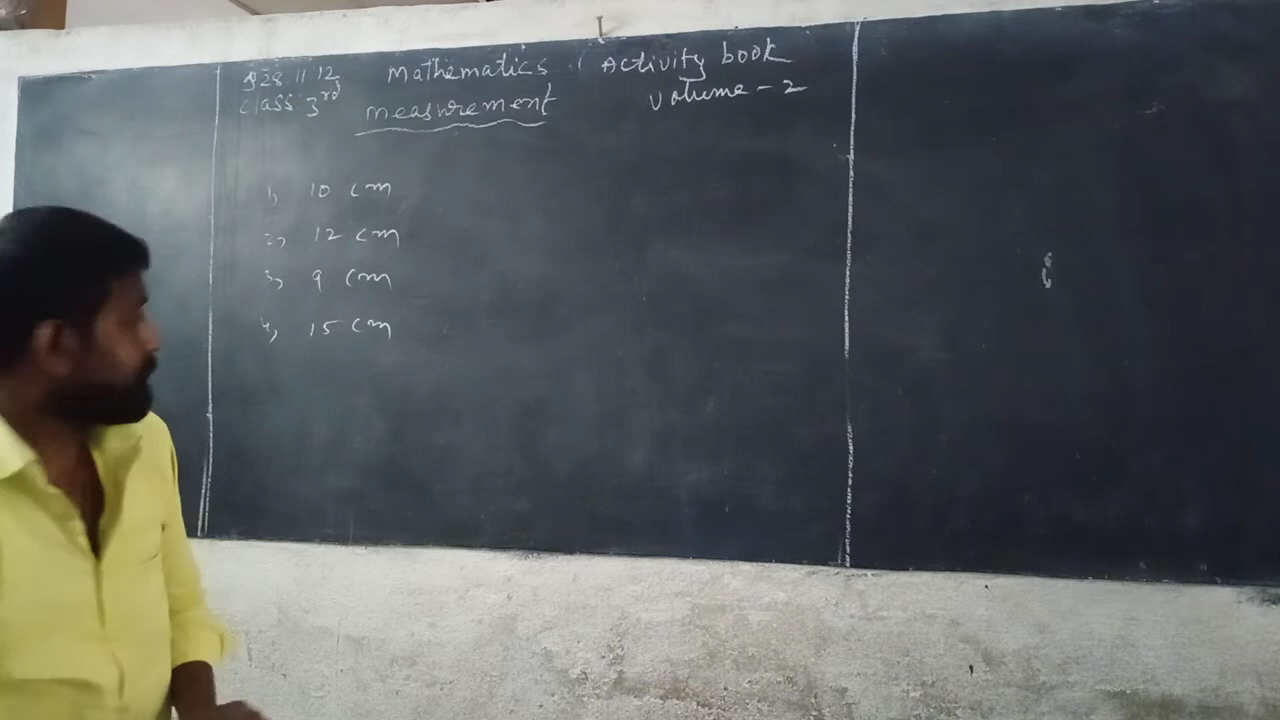 28 11 12 Mathematics ( Activity book
class 3rd measurement volume - 2
1, 10 cm
2, 12 cm
3, 9 cm
4, 15 cm